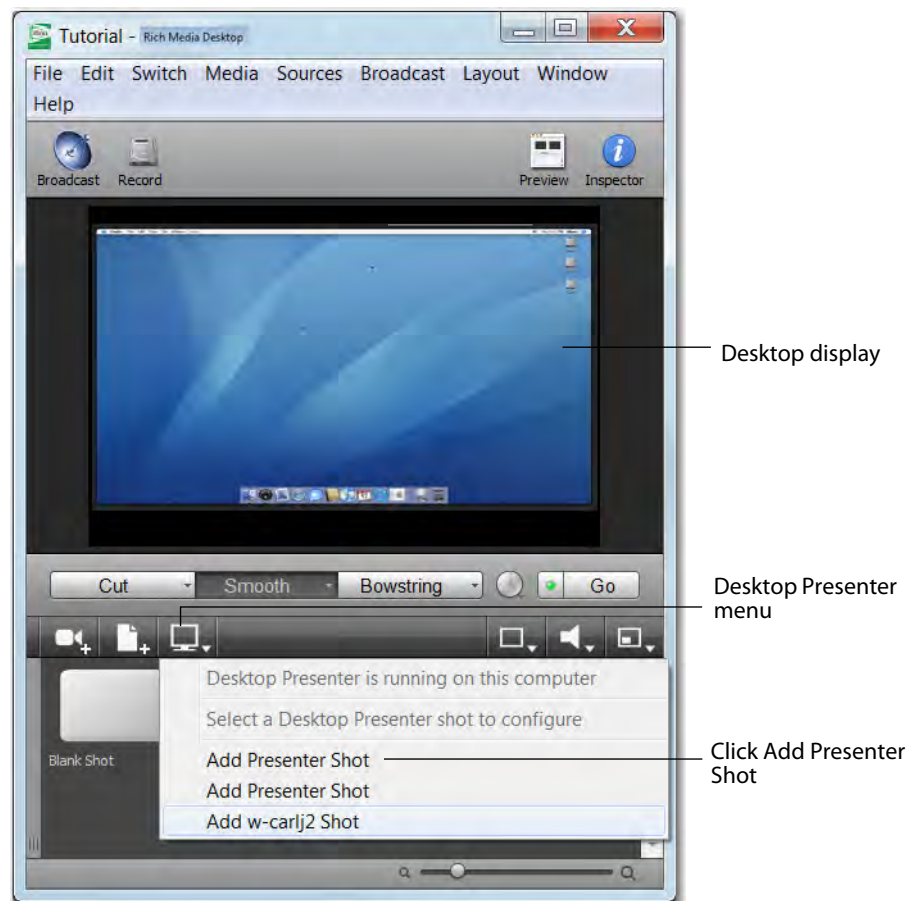 Tutorial - Rich Media Desktop
File Edit Switch Media Sources Broadcast Layout Window
Help
Broadcast Record Preview Inspector
Desktop display
Cut Smooth Bowstring Go
Desktop Presenter
menu
Desktop Presenter is running on this computer
Select a Desktop Presenter shot to configure
Blank Shot
Add Presenter Shot
Click Add Presenter
Shot
Add Presenter Shot
Add w-carlj2 Shot